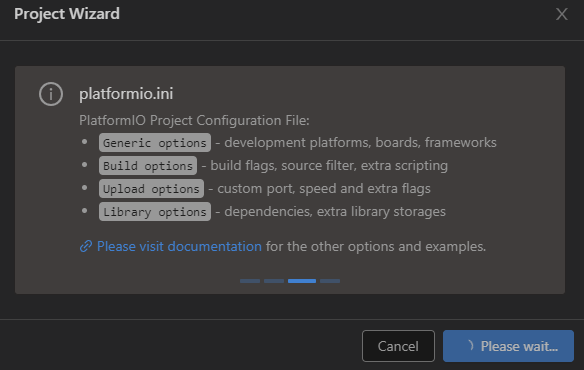 Project Wizard
platformio.ini
PlatformIO Project Configuration File:
• Generic options - development platforms, boards, frameworks
• Build options - build flags, source filter, extra scripting
• Upload options - custom port, speed and extra flags
• Library options - dependencies, extra library storages
Please visit documentation for the other options and examples.
Cancel
Please wait...